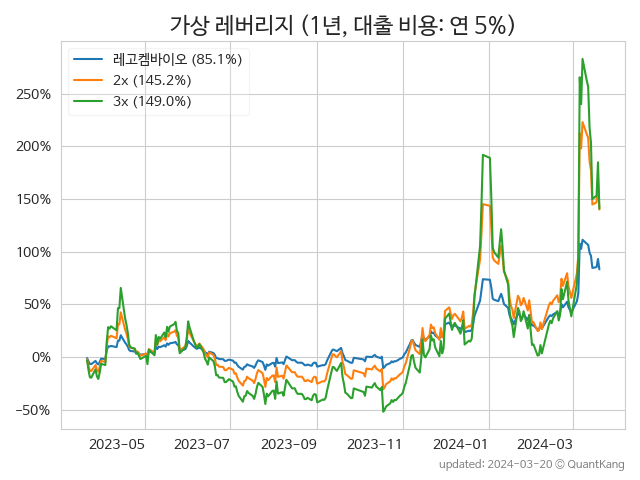 가상 레버리지 (1년, 대출 비용: 연 5%)
레고켐바이오 (85.1%)
2x (145.2%)
3x (149.0%)
250%
200%
150%
100%
50%
0%
−50%
2023-05
2023-07
2023-09
2023-11
2024-01
2024-03
updated: 2024-03-20 © QuantKang